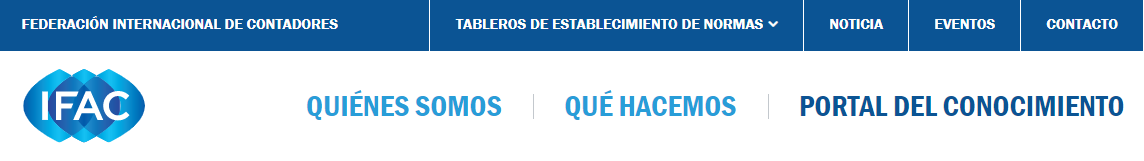 FEDERACIÓN INTERNACIONAL DE CONTADORES TABLEROS DE ESTABLECIMIENTO DE NORMAS NOTICIA EVENTOS CONTACTO
IFAC QUIÉNES SOMOS QUÉ HACEMOS PORTAL DEL CONOCIMIENTO